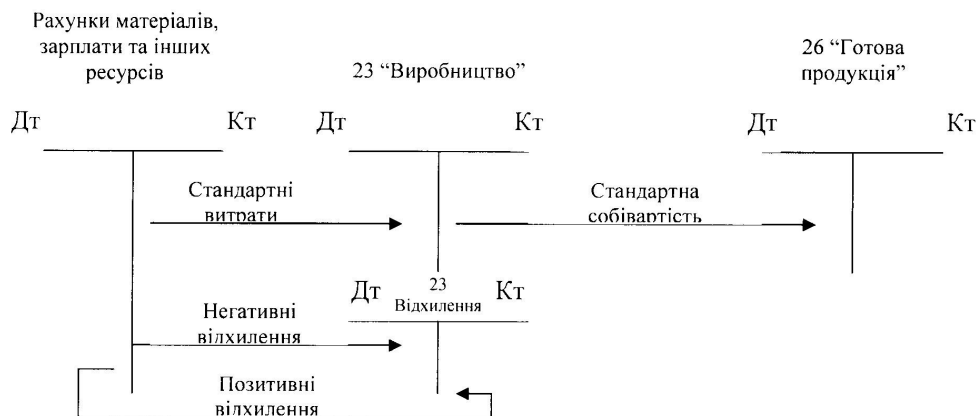 Рахунки матеріалів,
зарплати та інших
ресурсів
23 “Виробництво”
26 “Готова
продукція”
Дт
Кт
Дт
Кт
Дт
Кт
Стандартні
витрати
Стандартна
собівартість
Дт
23
Відхилення
Кт
Негативні
відхилення
Позитивні
відхилення